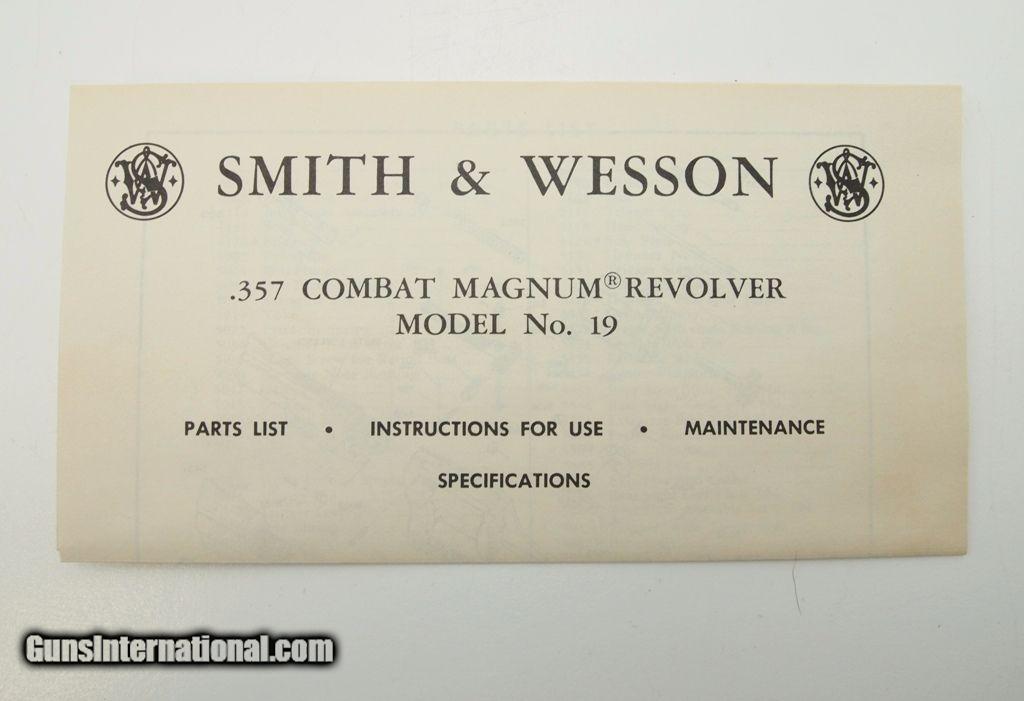 SMITH & WESSON
.357 COMBAT MAGNUM® REVOLVER
MODEL No. 19
PARTS LIST • INSTRUCTIONS FOR USE • MAINTENANCE
SPECIFICATIONS
GunsInternational.com